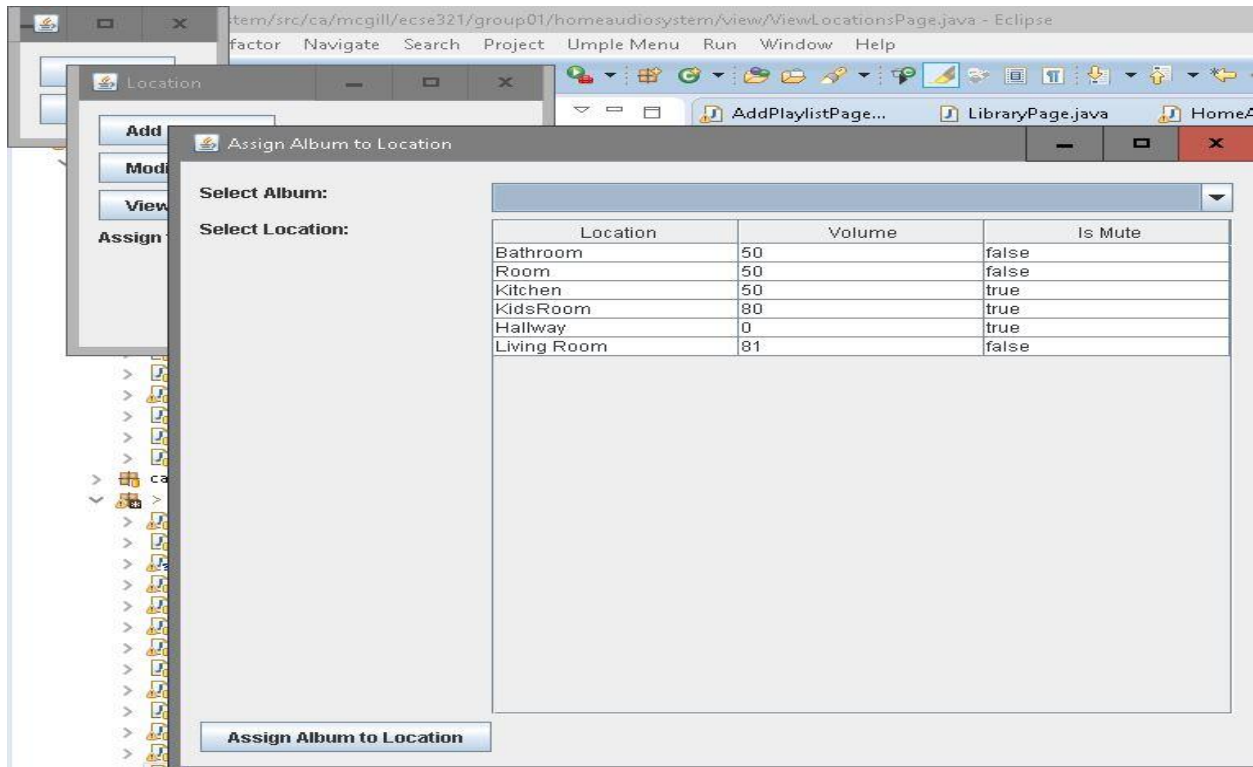 stem/src/ca/mcgill/ecse321/group01/homeaudiosystem/view/ViewLocationsPage.java - Eclipse
factor Navigate Search Project Umple Menu Run Window Help
Location
AddPlaylistPage... LibraryPage.java HomeA
Add
Assign Album to Location
Modi
Select Album:
View
Select Location:
Assign
Location Volume Is Mute
Bathroom 50 false
Room 50 false
Kitchen 50 true
KidsRoom 80 true
Hallway 0 true
Living Room 81 false
ca
Assign Album to Location